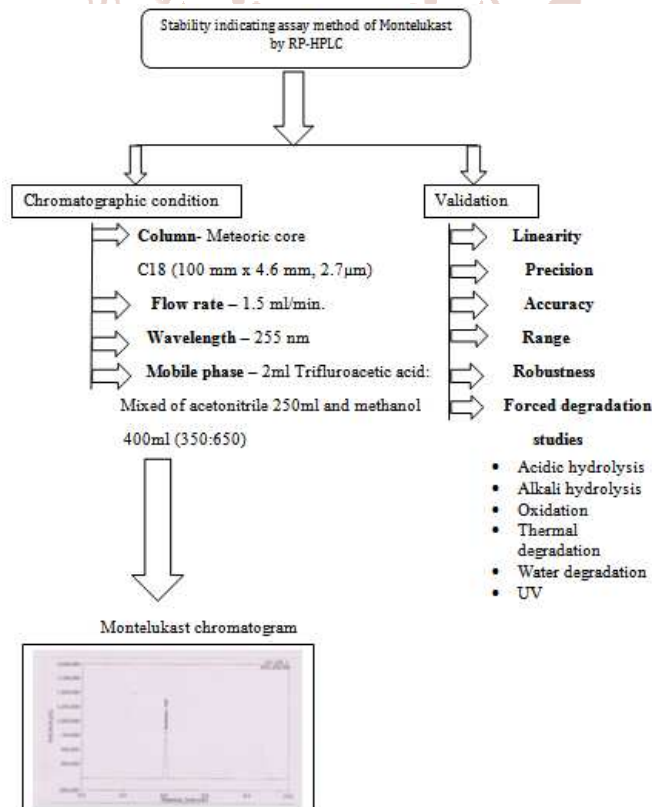 Stability indicating assay method of Montelukast
by RP-HPLC
Chromatographic condition
Column- Meteoric core
C18 (100 mm x 4.6 mm, 2.7µm)
Flow rate – 1.5 ml/min.
Wavelength – 255 nm
Mobile phase – 2ml Trifluroacetic acid:
Mixed of acetonitrile 250ml and methanol
400ml (350:650)
Validation
Linearity
Precision
Accuracy
Range
Robustness
Forced degradation
studies
• Acidic hydrolysis
• Alkali hydrolysis
• Oxidation
• Thermal
degradation
• Water degradation
• UV
Montelukast chromatogram